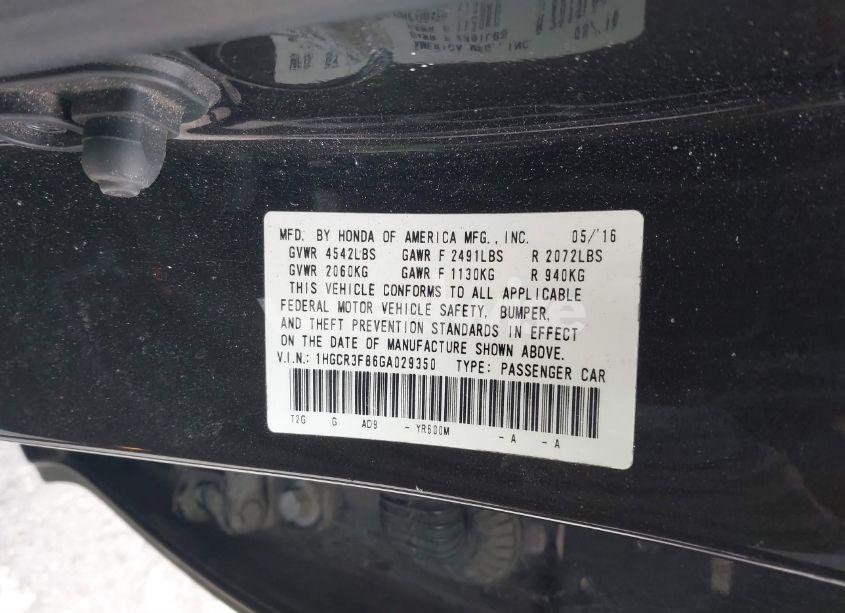 MFD. BY HONDA OF AMERICA MFG., INC. 05/'16
GVWR 4542LBS GAWR F 2491LBS R 2072LBS
GVWR 2060KG GAWR F 1130KG R 940KG
THIS VEHICLE CONFORMS TO ALL APPLICABLE
FEDERAL MOTOR VEHICLE SAFETY, BUMPER,
AND THEFT PREVENTION STANDARDS IN EFFECT
ON THE DATE OF MANUFACTURE SHOWN ABOVE.
V.I.N.: 1HGCR3F86GA029350 TYPE: PASSENGER CAR
T2G G AD9 - YR600M - A - A